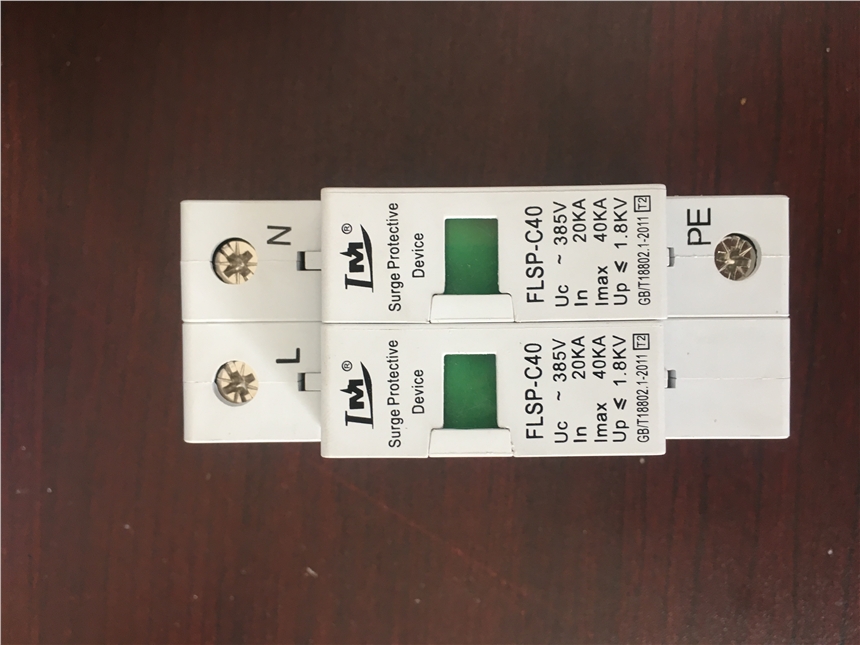 L
N
TM®
Surge Protective
Device
FLSP-C40
Uc ~ 385V
In 20KA
Imax 40KA
Up ≤ 1.8KV
GB/T18802.1-2011 T2
TM®
Surge Protective
Device
FLSP-C40
Uc ~ 385V
In 20KA
Imax 40KA
Up ≤ 1.8KV
GB/T18802.1-2011 T2
PE